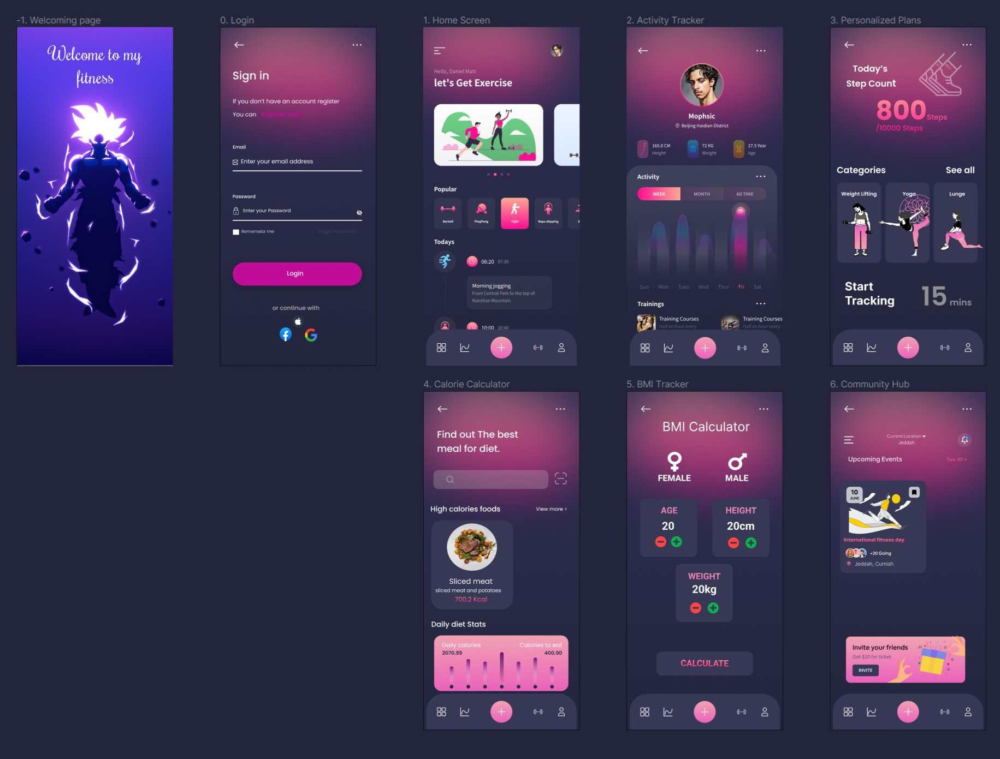 -1. Welcoming page
Welcome to my
fitness
0. Login
Sign in
If you don't have an account register
You can Register here !
Email
Enter your email address
Password
Enter your Password
Rememebr me
Forgot Password ?
Login
or continue with
1. Home Screen
Hello, Daniel Matt
let's Get Exercise
Popular
Barbell
PingPong
Fight
Rope skipping
S
Todays
06:20 07:30
Morning jogging
From Central Park to the top of
Nanshan Mountain
10:00 10:40
2. Activity Tracker
Mophsic
Beijing Haidian-District
165.0 CM
Height
72 KG
Weight
27.5 Year
Age
Activity
WEEK
MONTH
All TIME
Sun Mon Tues Wed Thur Fri Sat
Trainings
Training Courses
Half an hour every
Training Courses
Half an hour every
3. Personalized Plans
Today's
Step Count
800 Steps
/10000 Steps
Categories
See all
Weight Lifting
Yoga
Lunge
Start
Tracking
15 mins
4. Calorie Calculator
Find out The best
meal for diet.
High calories foods
View more >
Sliced meat
sliced meat and potatoes
700.2 Kcal
Daily diet Stats
Daily calories
2070.99
Calories to eat
400.90
5. BMI Tracker
BMI Calculator
FEMALE
MALE
AGE
20
HEIGHT
20cm
WEIGHT
20kg
CALCULATE
6. Community Hub
Current Location
Jeddah
Upcoming Events
See All
10
JUNE
International fitness day
+20 Going
Jeddah, Curnish
Invite your friends
Get $20 for ticket
INVITE